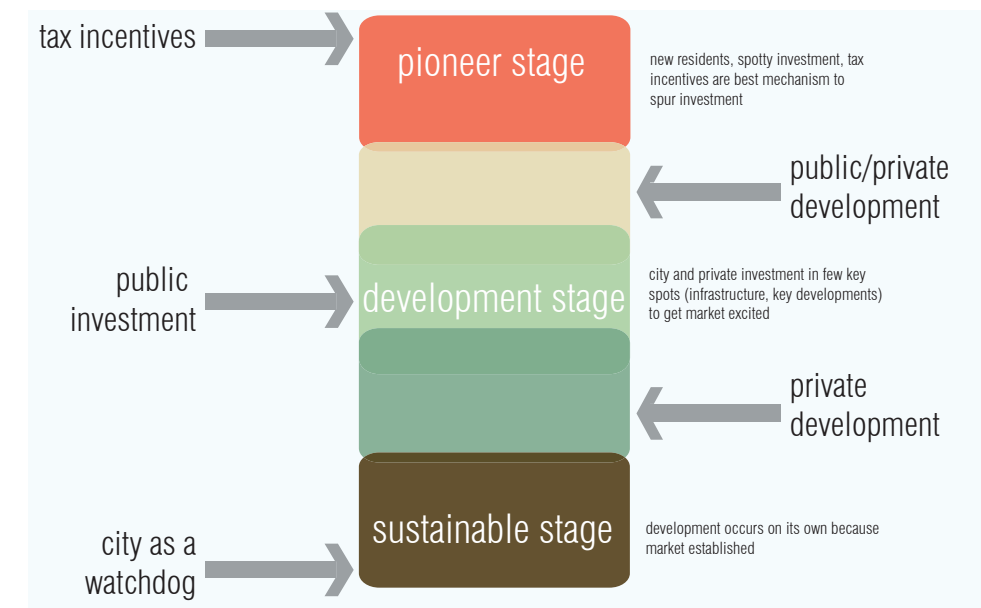 tax incentives
pioneer stage
new residents, spotty investment, tax
incentives are best mechanism to
spur investment
public/private
development
public
investment
development stage
city and private investment in few key
spots (infrastructure, key developments)
to get market excited
private
development
sustainable stage
development occurs on its own because
market established
city as a
watchdog